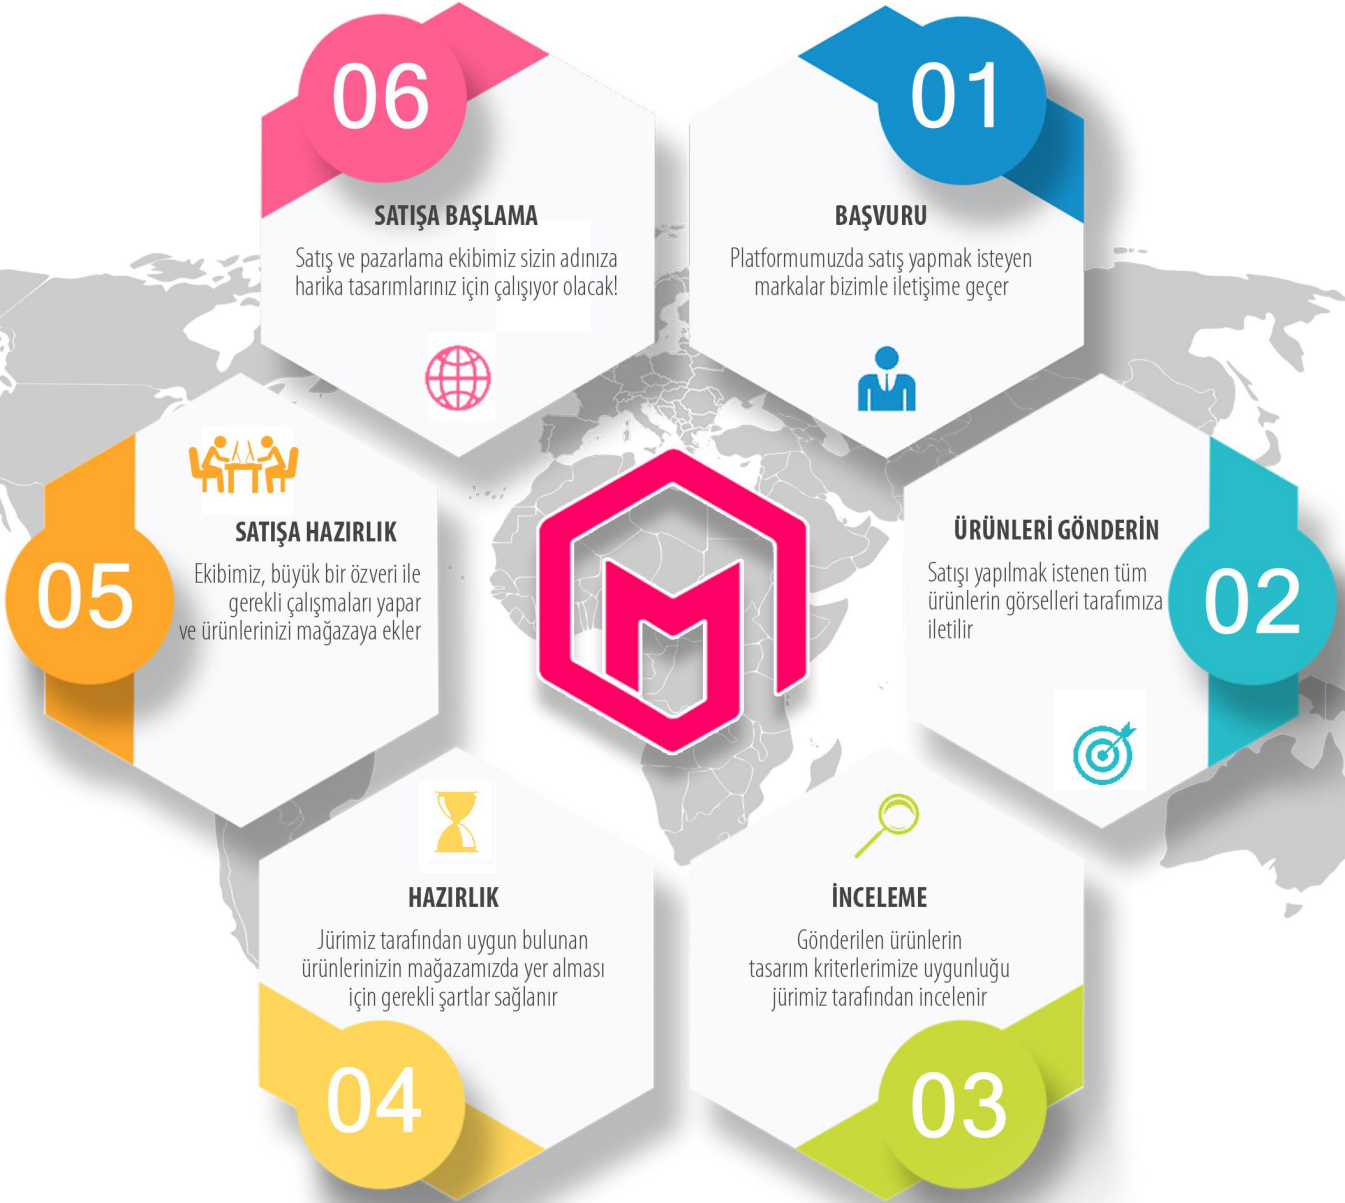 01
BAŞVURU
Platformumuzda satış yapmak isteyen
markalar bizimle iletişime geçer
02
ÜRÜNLERİ GÖNDERİN
Satışı yapılmak istenen tüm
ürünlerin görselleri tarafımıza
iletilir
03
İNCELEME
Gönderilen ürünlerin
tasarım kriterlerimize uygunluğu
jürimiz tarafından incelenir
04
HAZIRLIK
Jürimiz tarafından uygun bulunan
ürünlerinizin mağazamızda yer alması
için gerekli şartlar sağlanır
05
SATIŞA HAZIRLIK
Ekibimiz, büyük bir özveri ile
gerekli çalışmaları yapar
ve ürünlerinizi mağazaya ekler
06
SATIŞA BAŞLAMA
Satış ve pazarlama ekibimiz sizin adınıza
harika tasarımlarınız için çalışıyor olacak!